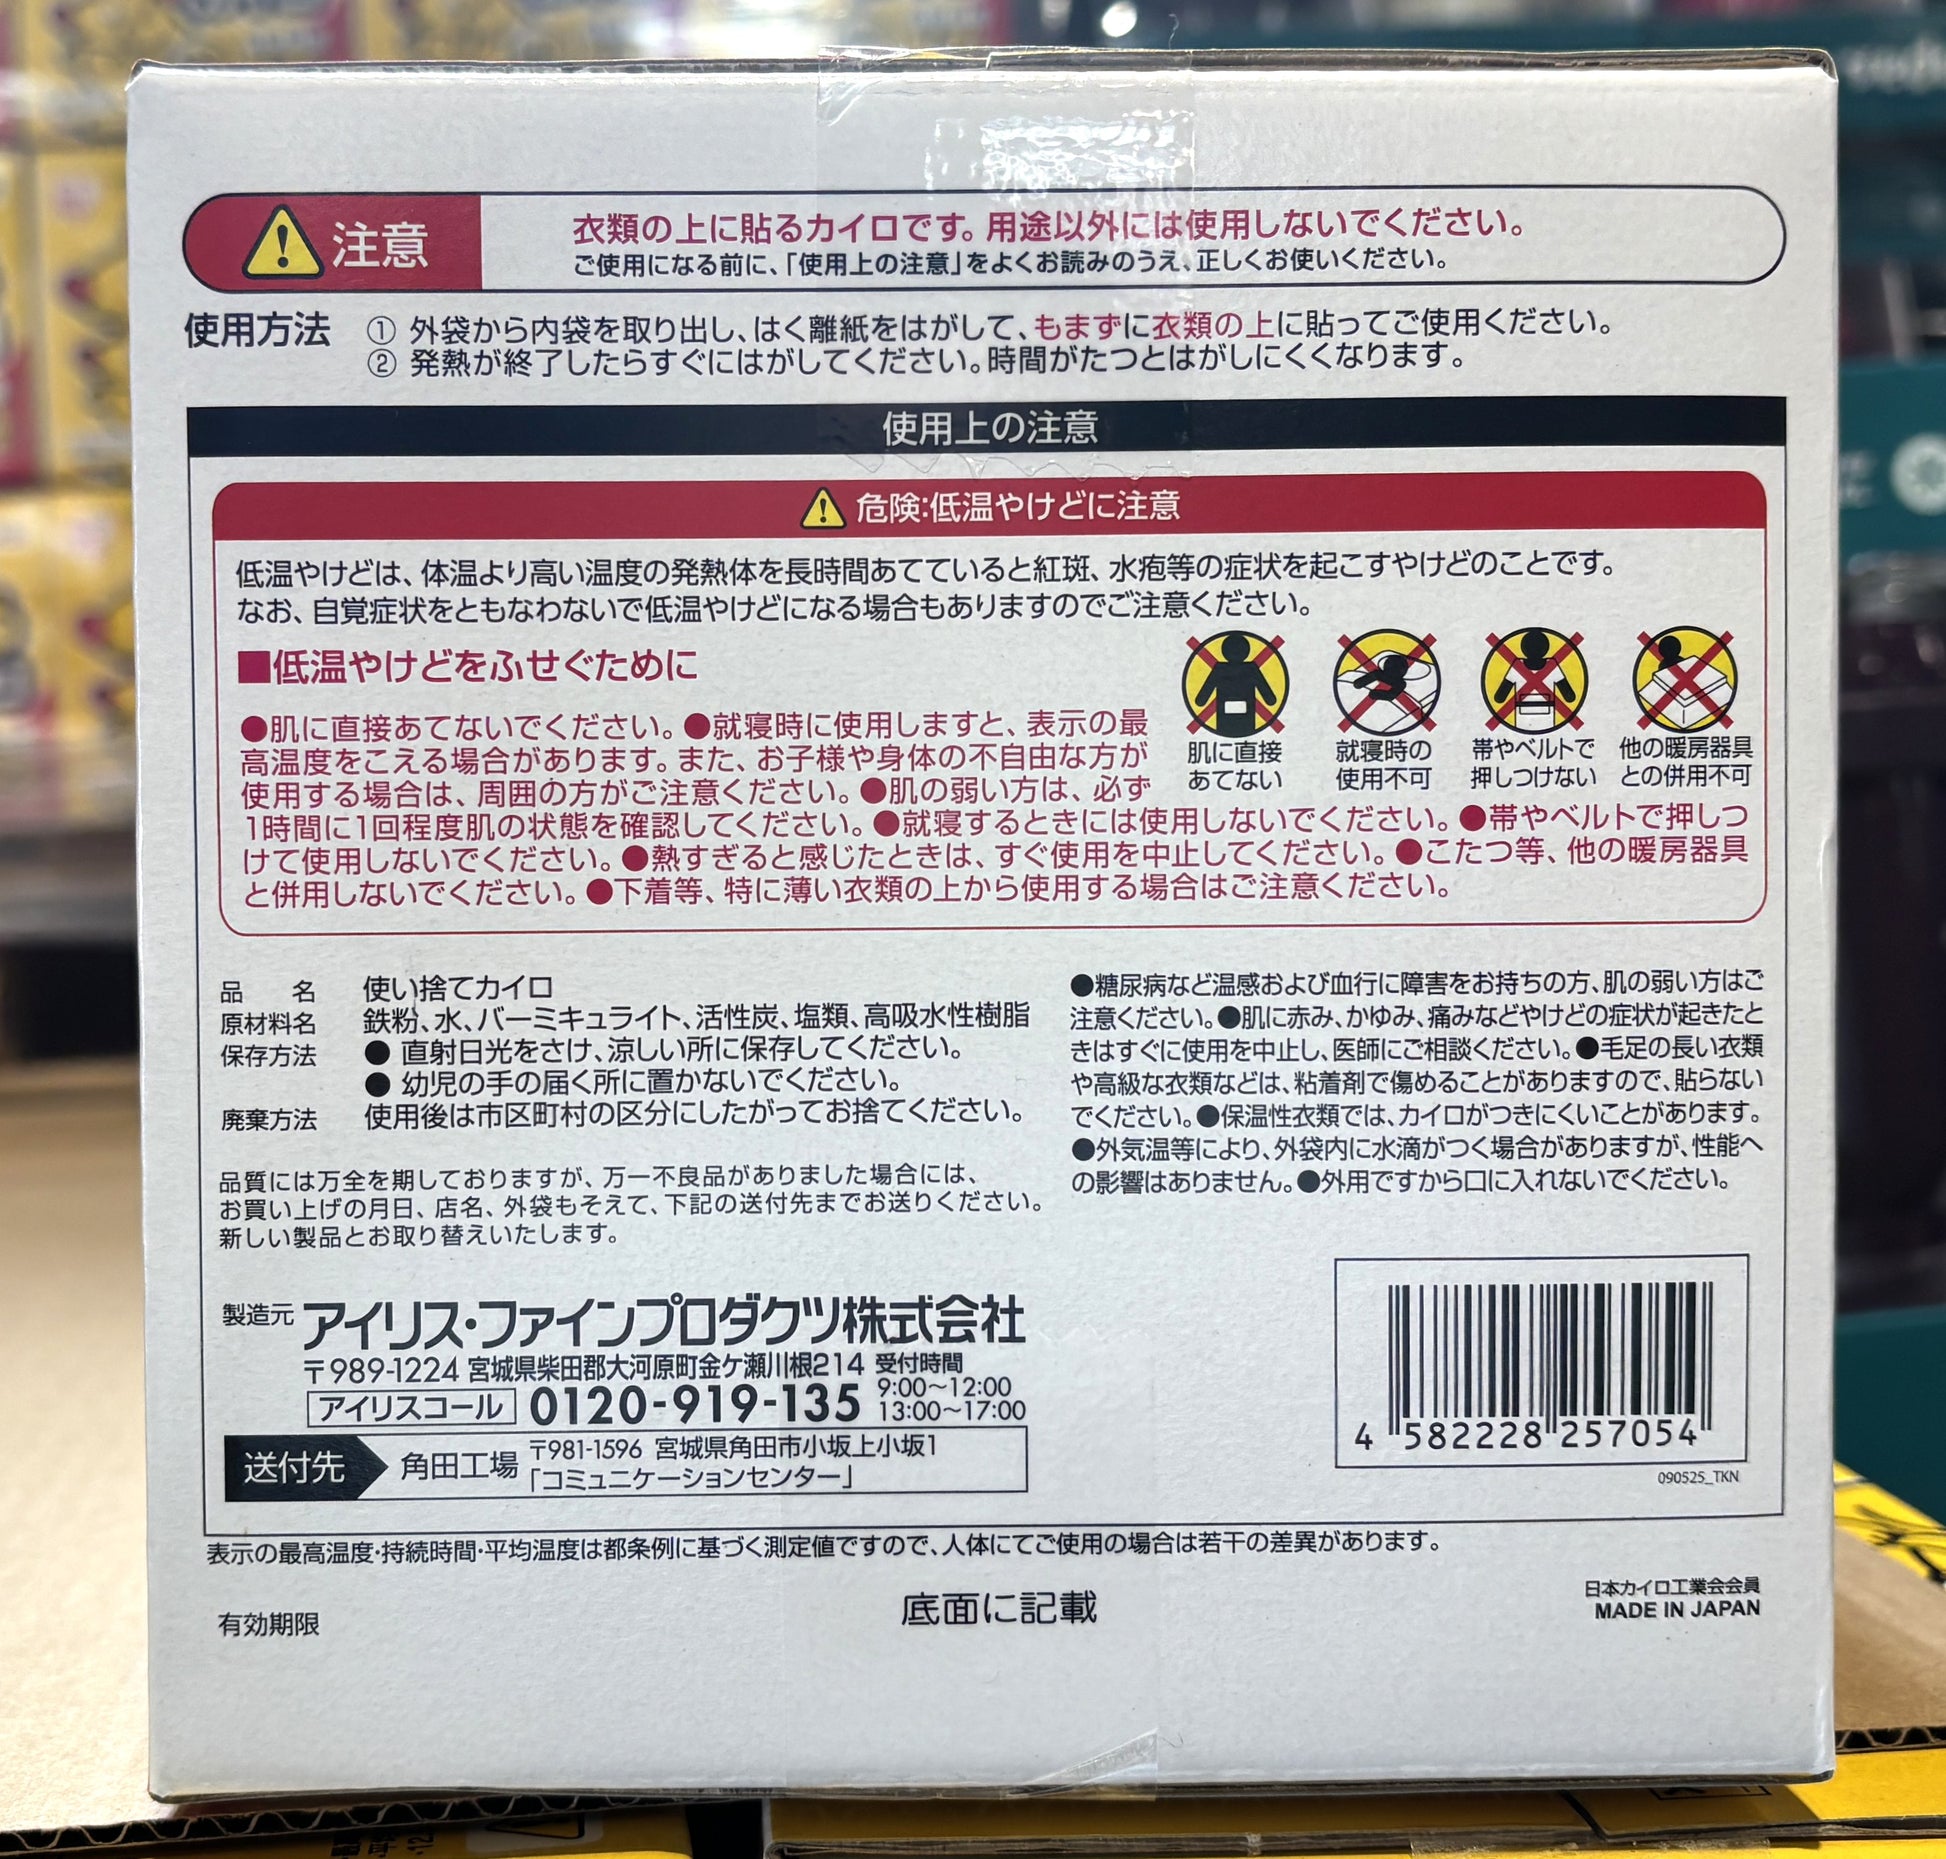 注意
衣類の上に貼るカイロです。用途以外には使用しないでください。
ご使用になる前に、「使用上の注意」をよくお読みのうえ、正しくお使いください。
使用方法
① 外袋から内袋を取り出し、はく離紙をはがして、もまずに衣類の上に貼ってご使用ください。
② 発熱が終了したらすぐにはがしてください。時間がたつとはがしにくくなります。
使用上の注意
危険:低温やけどに注意
低温やけどは、体温より高い温度の発熱体を長時間あてていると紅斑、水疱等の症状を起こすやけどのことです。
なお、自覚症状をともなわないで低温やけどになる場合もありますのでご注意ください。
■低温やけどをふせぐために
●肌に直接あてないでください。●就寝時に使用しますと、表示の最
高温度をこえる場合があります。また、お子様や身体の不自由な方が
使用する場合は、周囲の方がご注意ください。●肌の弱い方は、必ず
1時間に1回程度肌の状態を確認してください。●就寝するときには使用しないでください。●帯やベルトで押しつ
けて使用しないでください。●熱すぎると感じたときは、すぐ使用を中止してください。●こたつ等、他の暖房器具
と併用しないでください。●下着等、特に薄い衣類の上から使用する場合はご注意ください。
肌に直接
あてない
就寝時の
使用不可
帯やベルトで
押しつけない
他の暖房器具
との併用不可
品 名 使い捨てカイロ
原材料名 鉄粉、水、バーミキュライト、活性炭、塩類、高吸水性樹脂
保存方法 ● 直射日光をさけ、涼しい所に保存してください。
● 幼児の手の届く所に置かないでください。
廃棄方法 使用後は市区町村の区分にしたがってお捨てください。
品質には万全を期しておりますが、万一不良品がありました場合には、
お買い上げの月日、店名、外袋もそえて、下記の送付先までお送りください。
新しい製品とお取り替えいたします。
●糖尿病など温感および血行に障害をお持ちの方、肌の弱い方はご
注意ください。●肌に赤み、かゆみ、痛みなどやけどの症状が起きたと
きはすぐに使用を中止し、医師にご相談ください。●毛足の長い衣類
や高級な衣類などは、粘着剤で傷めることがありますので、貼らない
でください。●保温性衣類では、カイロがつきにくいことがあります。
●外気温等により、外袋内に水滴がつく場合がありますが、性能へ
の影響はありません。●外用ですから口に入れないでください。
製造元 アイリス・ファインプロダクツ株式会社
〒989-1224 宮城県柴田郡大河原町金ケ瀬川根214 受付時間
アイリスコール 0120-919-135 9:00〜12:00
13:00〜17:00
送付先 角田工場 〒981-1596 宮城県角田市小坂上小坂1
「コミュニケーションセンター」
4 582228 257054
090525_TKN
表示の最高温度・持続時間・平均温度は都条例に基づく測定値ですので、人体にてご使用の場合は若干の差異があります。
有効期限
底面に記載
日本カイロ工業会会員
MADE IN JAPAN